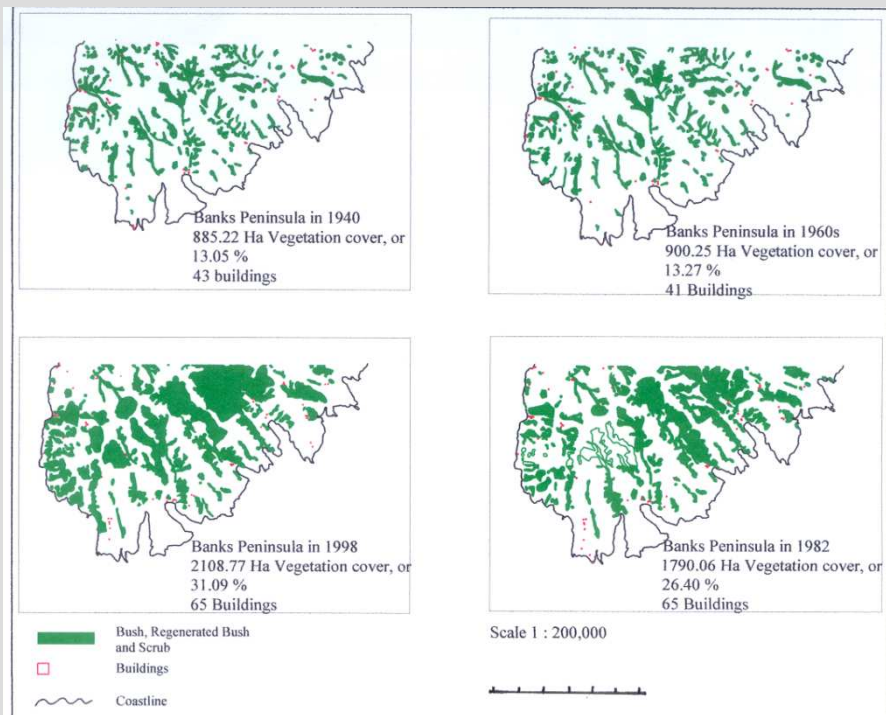 Banks Peninsula in 1940
885.22 Ha Vegetation cover, or
13.05 %
43 buildings
Banks Peninsula in 1960s
900.25 Ha Vegetation cover, or
13.27 %
41 Buildings
Banks Peninsula in 1998
2108.77 Ha Vegetation cover, or
31.09 %
65 Buildings
Banks Peninsula in 1982
1790.06 Ha Vegetation cover, or
26.40 %
65 Buildings
Bush, Regenerated Bush
and Scrub
Buildings
Coastline
Scale 1 : 200,000